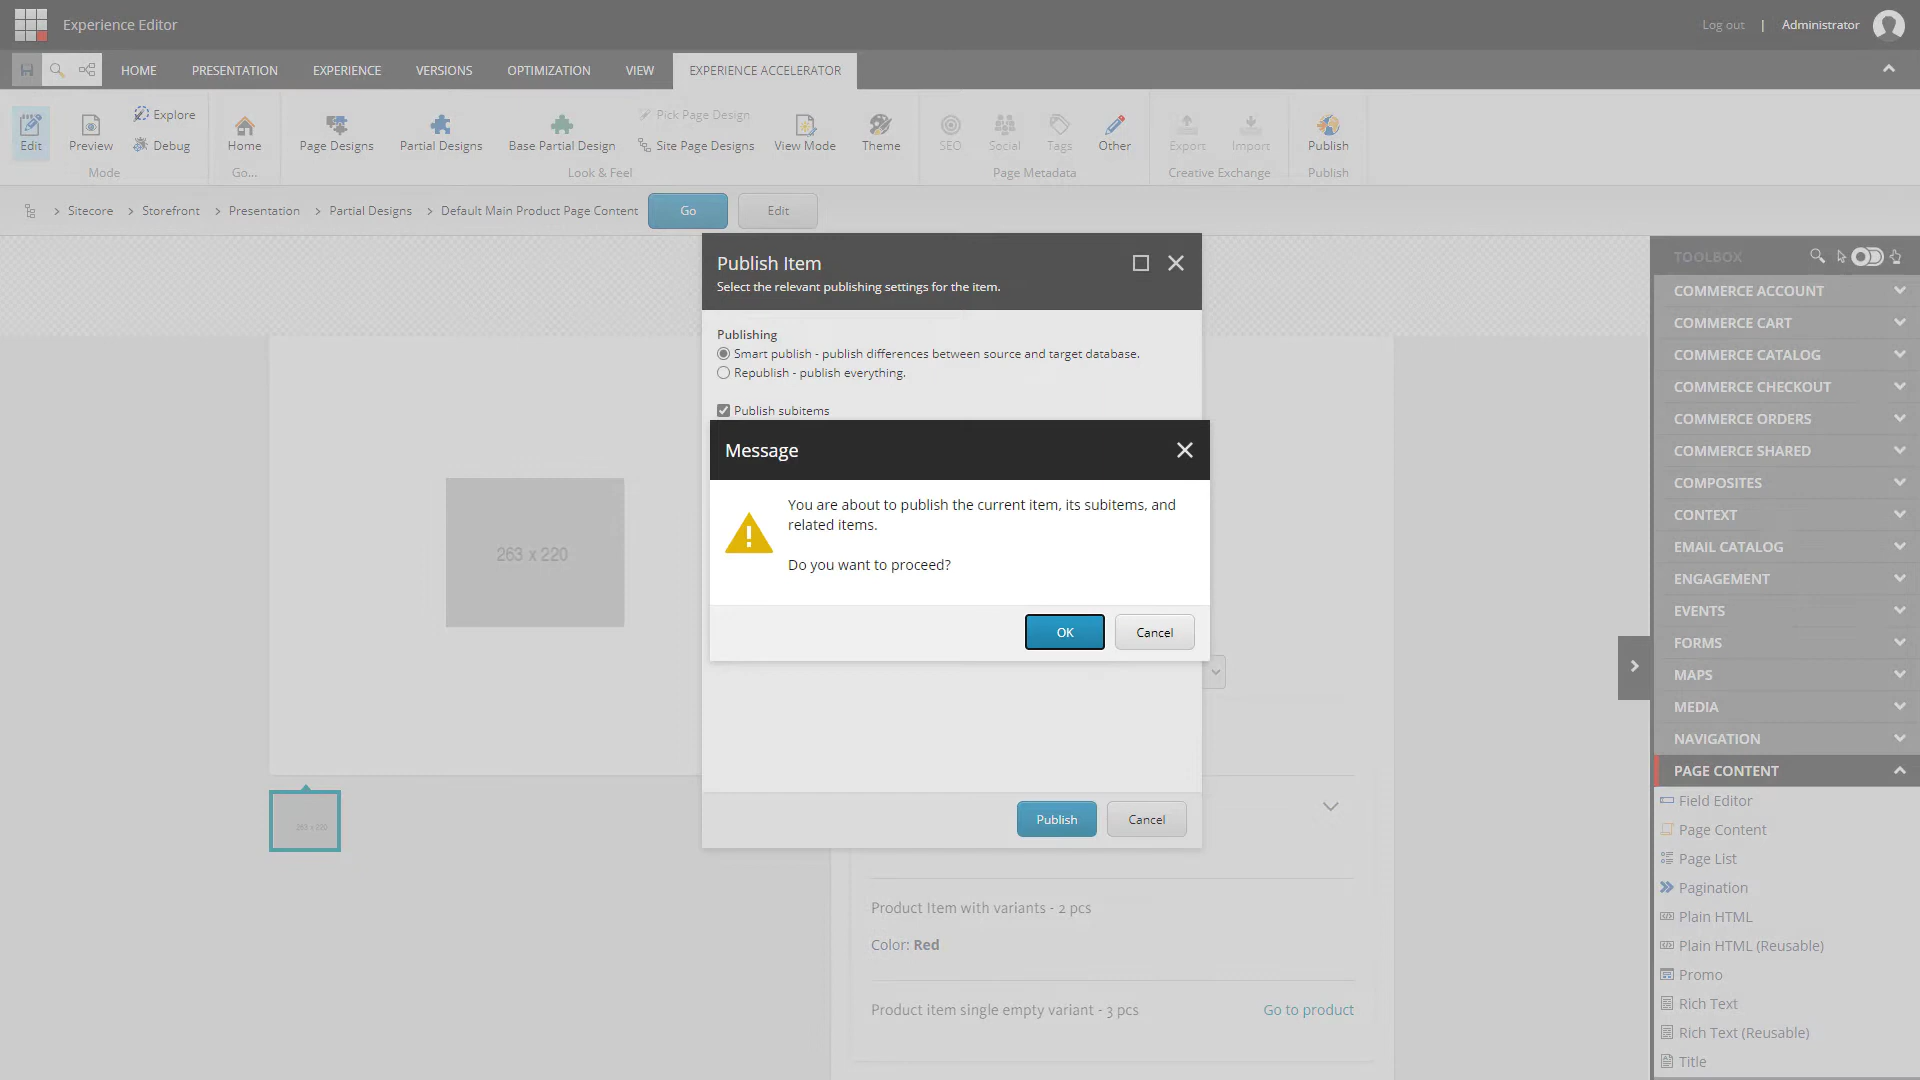 Experience Editor
Log out | Administrator
HOME PRESENTATION EXPERIENCE VERSIONS OPTIMIZATION VIEW EXPERIENCE ACCELERATOR
Edit
Preview
Explore
Debug
Mode
Home
Go...
Page Designs
Partial Designs
Base Partial Design
Pick Page Design
Site Page Designs
View Mode
Theme
Look & Feel
SEO
Social
Tags
Other
Page Metadata
Export
Import
Creative Exchange
Publish
Publish
Sitecore > Storefront > Presentation > Partial Designs > Default Main Product Page Content Go Edit
Publish Item
Select the relevant publishing settings for the item.
Publishing
Smart publish - publish differences between source and target database.
Republish - publish everything.
Publish subitems
Message
You are about to publish the current item, its subitems, and
related items.
Do you want to proceed?
OK Cancel
Publish Cancel
263 x 220
263 x 220
Product Item with variants - 2 pcs
Color: Red
Product item single empty variant - 3 pcs
Go to product
TOOLBOX
COMMERCE ACCOUNT
COMMERCE CART
COMMERCE CATALOG
COMMERCE CHECKOUT
COMMERCE ORDERS
COMMERCE SHARED
COMPOSITES
CONTEXT
EMAIL CATALOG
ENGAGEMENT
EVENTS
FORMS
MAPS
MEDIA
NAVIGATION
PAGE CONTENT
Field Editor
Page Content
Page List
Pagination
Plain HTML
Plain HTML (Reusable)
Promo
Rich Text
Rich Text (Reusable)
Title